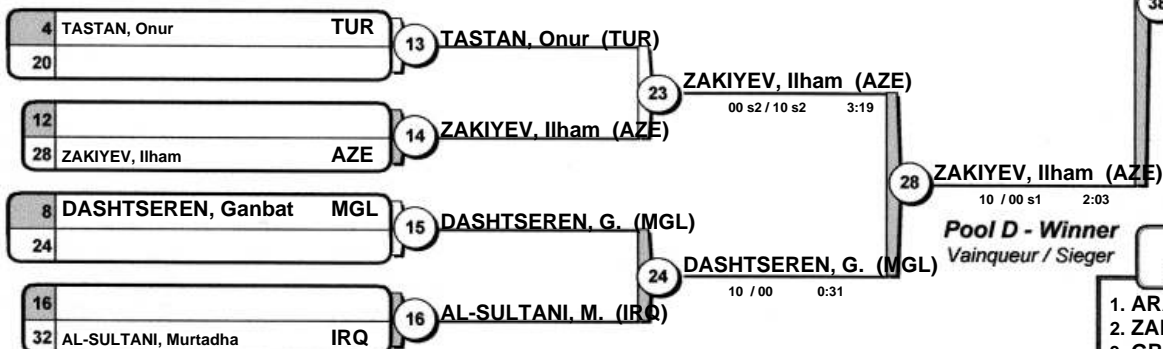 38
4 TASTAN, Onur TUR
20
13 TASTAN, Onur (TUR)
23 ZAKIYEV, Ilham (AZE)
00 s2 / 10 s2 3:19
12
28 ZAKIYEV, Ilham AZE
14 ZAKIYEV, Ilham (AZE)
28 ZAKIYEV, Ilham (AZE)
10 / 00 s1 2:03
8 DASHTSEREN, Ganbat MGL
24
15 DASHTSEREN, G. (MGL)
24 DASHTSEREN, G. (MGL)
10 / 00 0:31
16
32 AL-SULTANI, Murtadha IRQ
16 AL-SULTANI, M. (IRQ)
Pool D - Winner
Vainqueur / Sieger
1.
2.